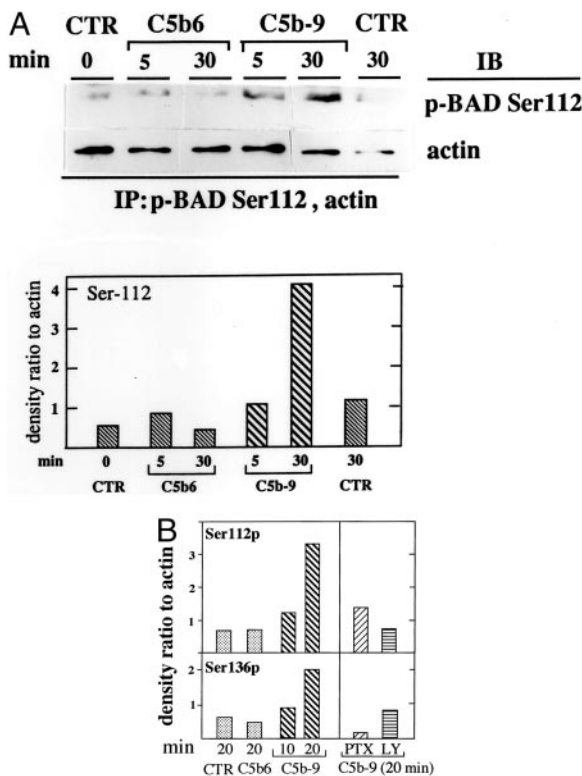 A
CTR C5b6 C5b-9 CTR
min 0 5 30 5 30 30 IB
p-BAD Ser112
actin
IP:p-BAD Ser112 , actin
Ser-112
density ratio to actin
4
3
2
1
min 0 5 30 5 30 30
CTR C5b6 C5b-9 CTR
B
Ser112p
density ratio to actin
3
2
1
Ser136p
2
1
min 20 20 10 20 PTX LY
CTR C5b6 C5b-9 C5b-9 (20 min)